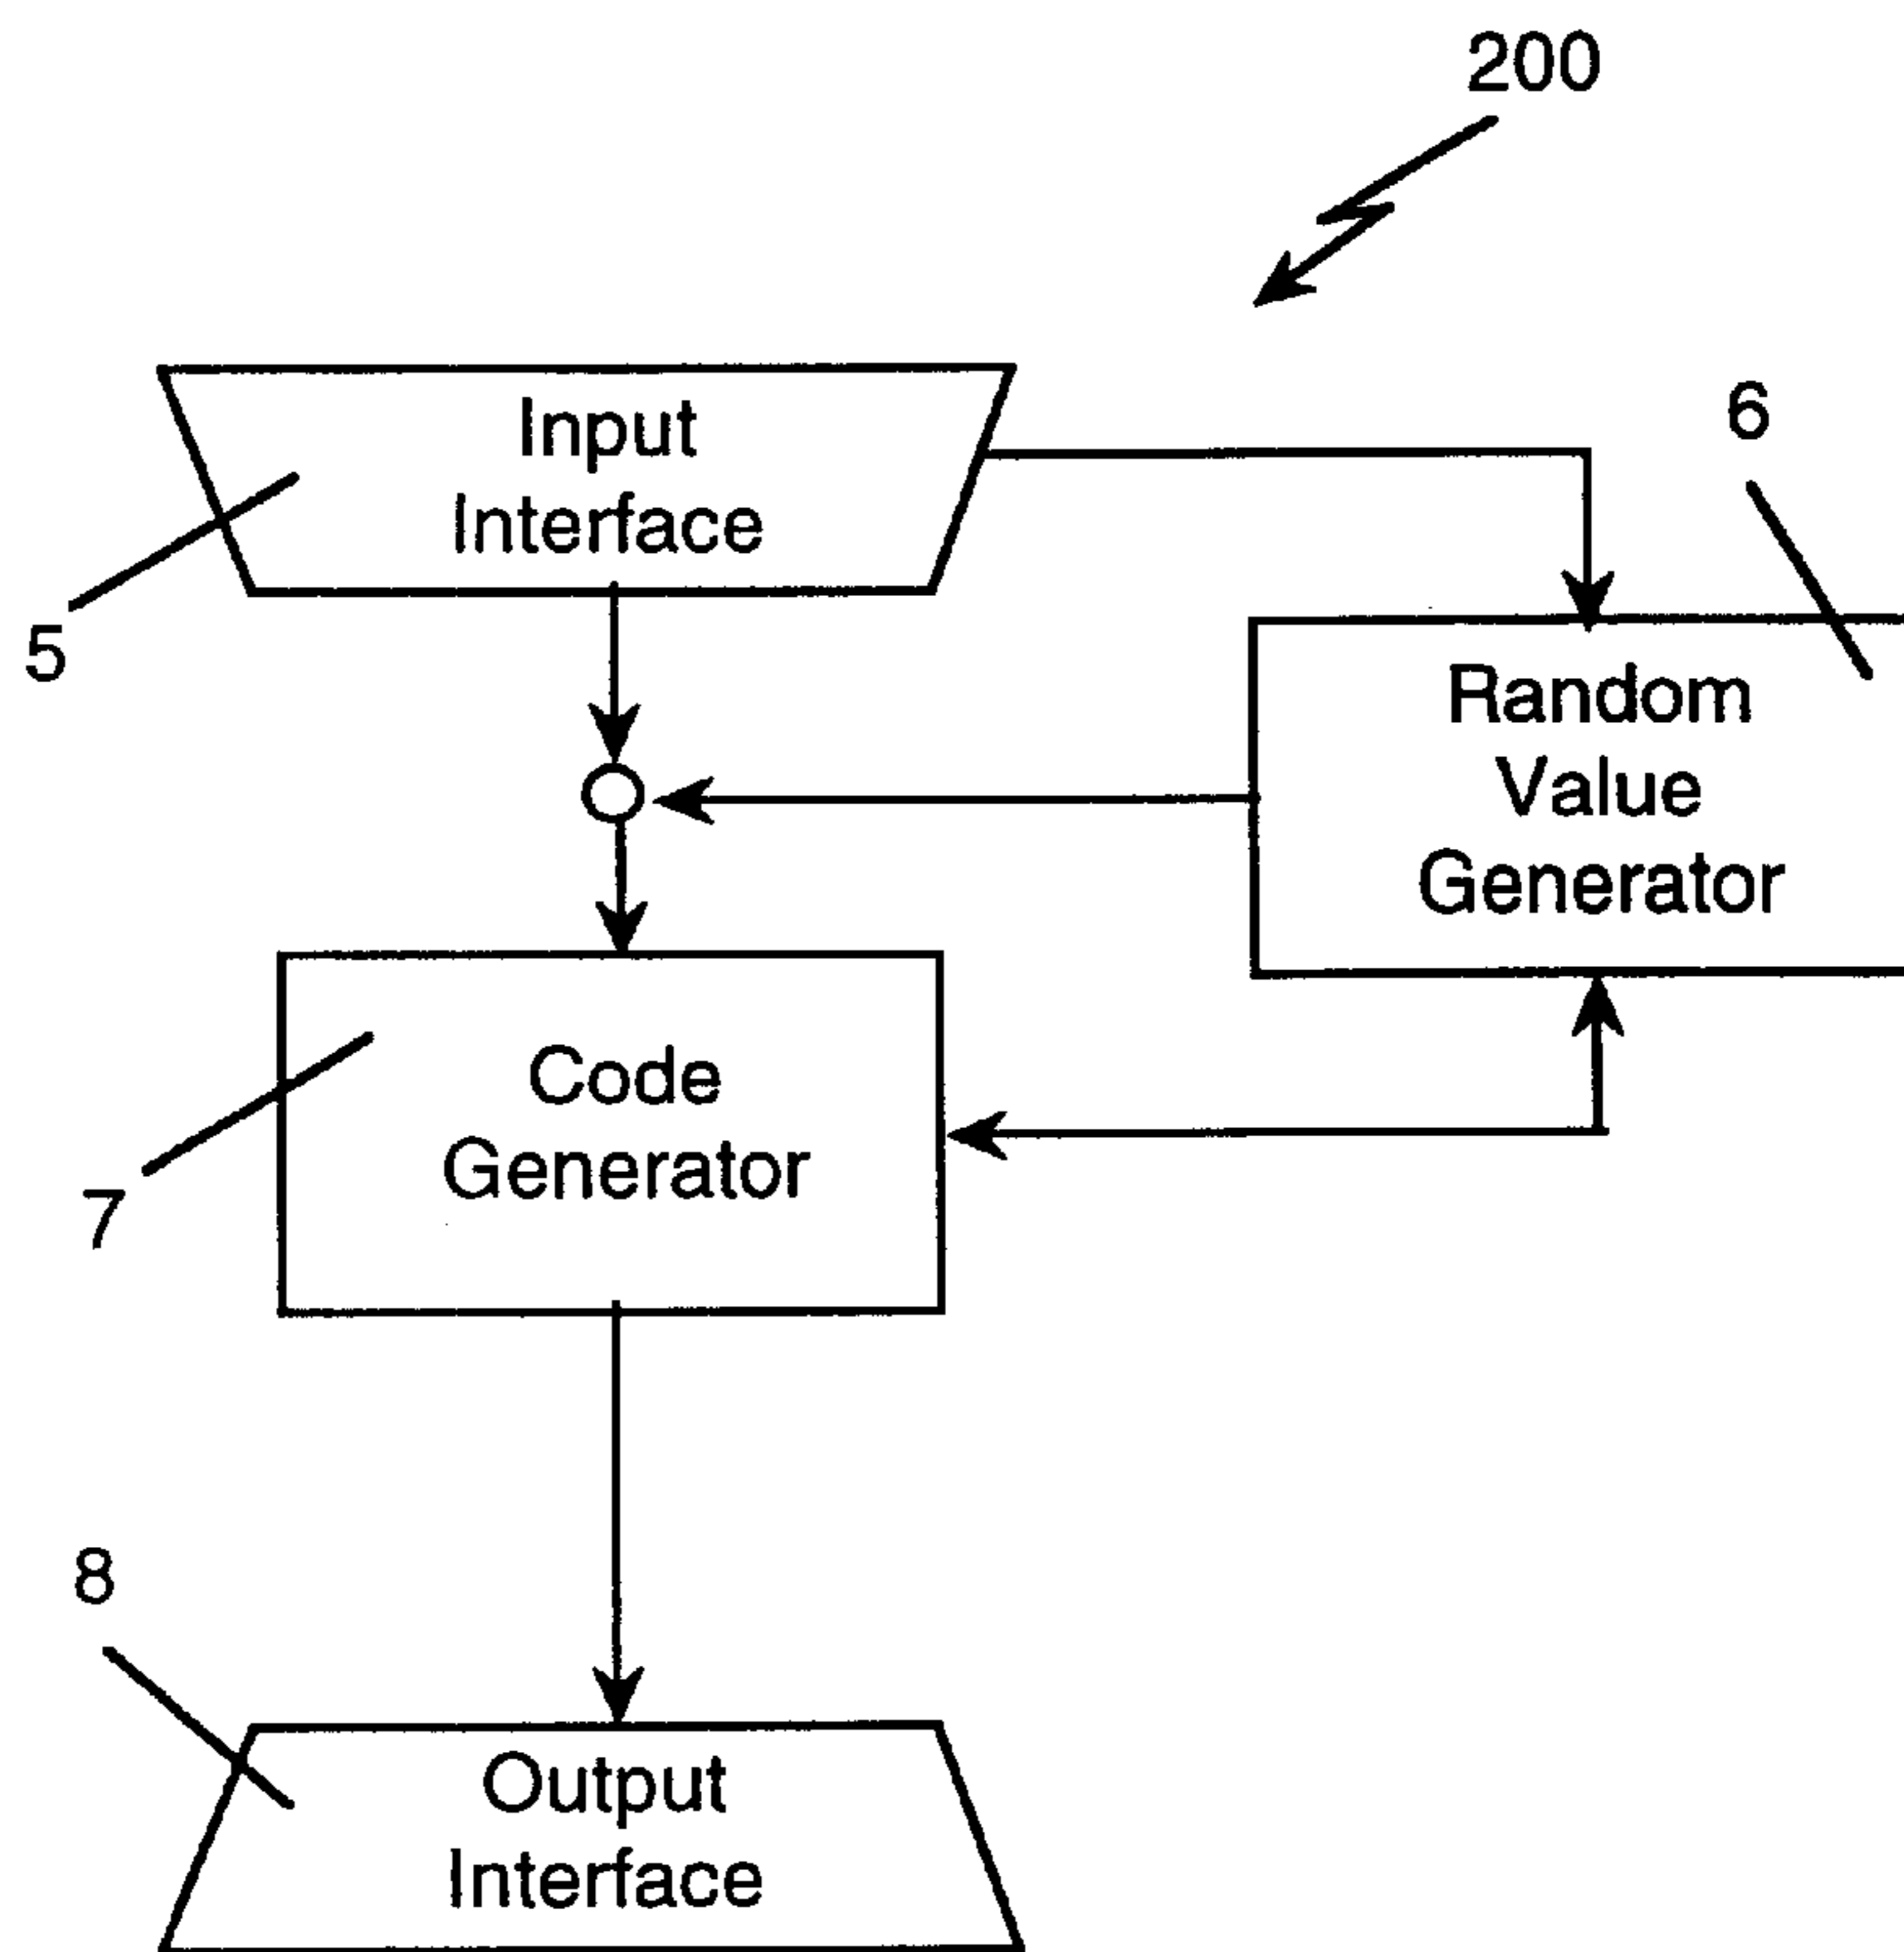 200
Input
Interface
5
6
Random
Value
Generator
Code
Generator
7
8
Output
Interface